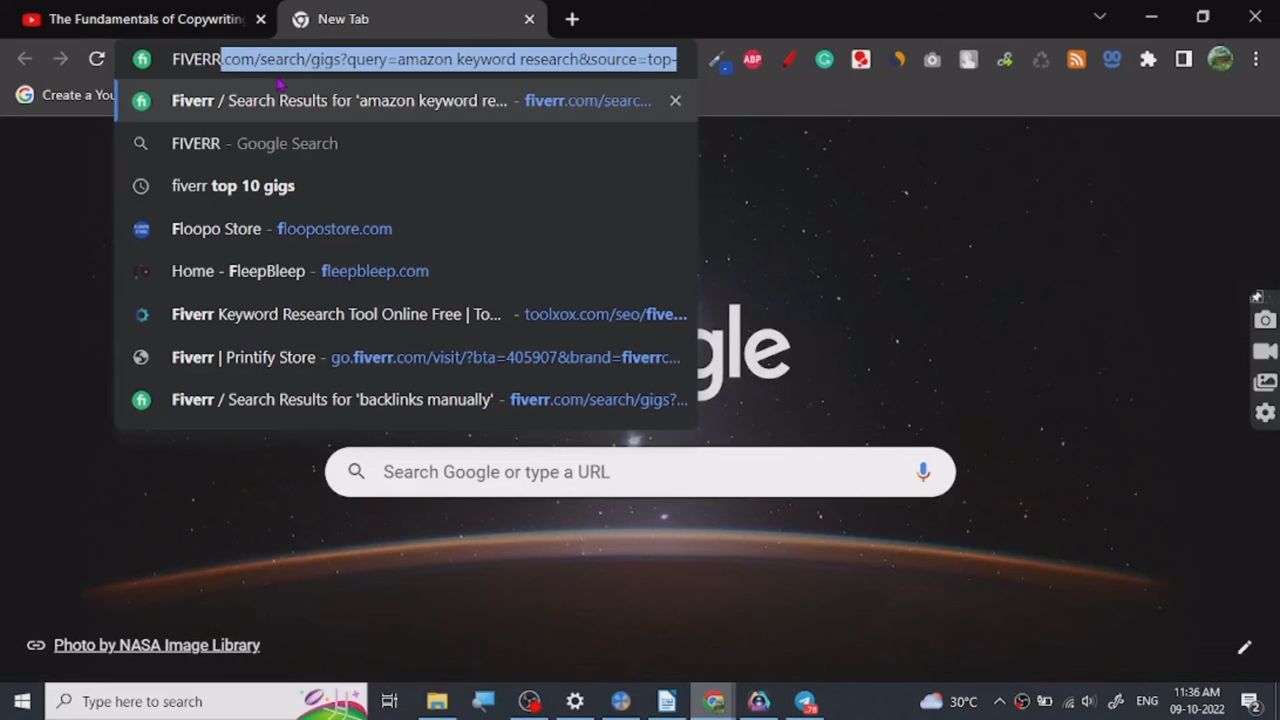 The Fundamentals of Copywriting
New Tab
FIVERR.com/search/gigs?query=amazon keyword research&source=top-
ABP
Create a You
Fiverr / Search Results for 'amazon keyword re... - fiverr.com/searc...
FIVERR - Google Search
fiverr top 10 gigs
Floopo Store - floopostore.com
Home - FleepBleep - fleepbleep.com
Fiverr Keyword Research Tool Online Free | To... - toolxox.com/seo/five...
Fiverr | Printify Store - go.fiverr.com/visit/?bta=405907&brand=fiverrc...
Fiverr / Search Results for 'backlinks manually' - fiverr.com/search/gigs?...
gle
Search Google or type a URL
Photo by NASA Image Library
Type here to search
30°C
ENG
11:36 AM
09-10-2022
2